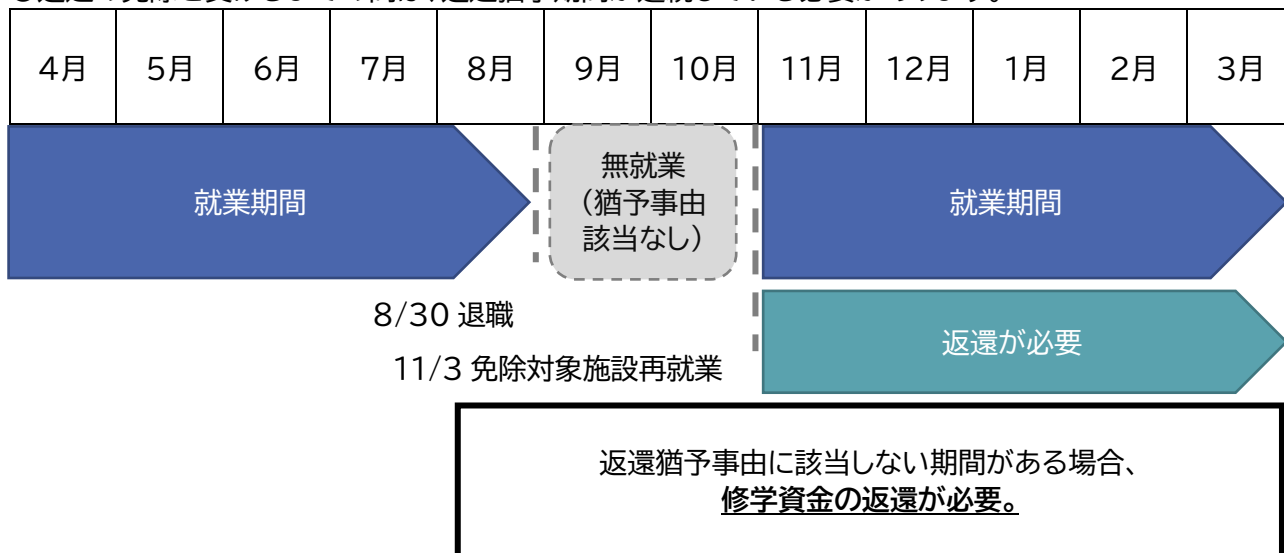 4月 5月 6月 7月 8月 9月 10月 11月 12月 1月 2月 3月
就業期間
無就業
（猶予事由
該当なし）
就業期間
8/30 退職
11/3 免除対象施設再就業
返還が必要
返還猶予事由に該当しない期間がある場合、
修学資金の返還が必要。